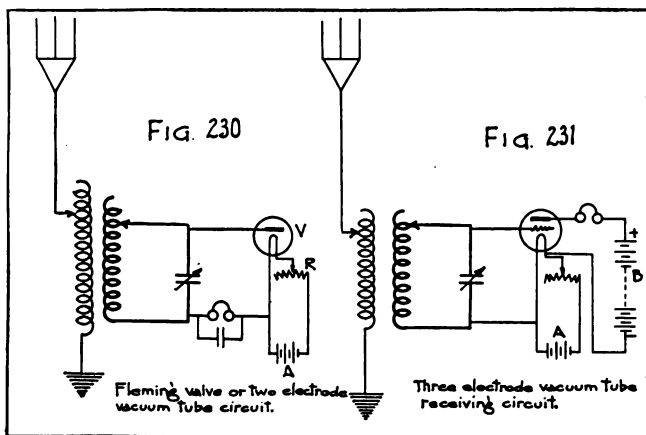 FIG. 230
FIG. 231
V
R
A
+
B
A
Fleming valve or two electrode
vacuum tube circuit.
Three electrode vacuum tube
receiving circuit.